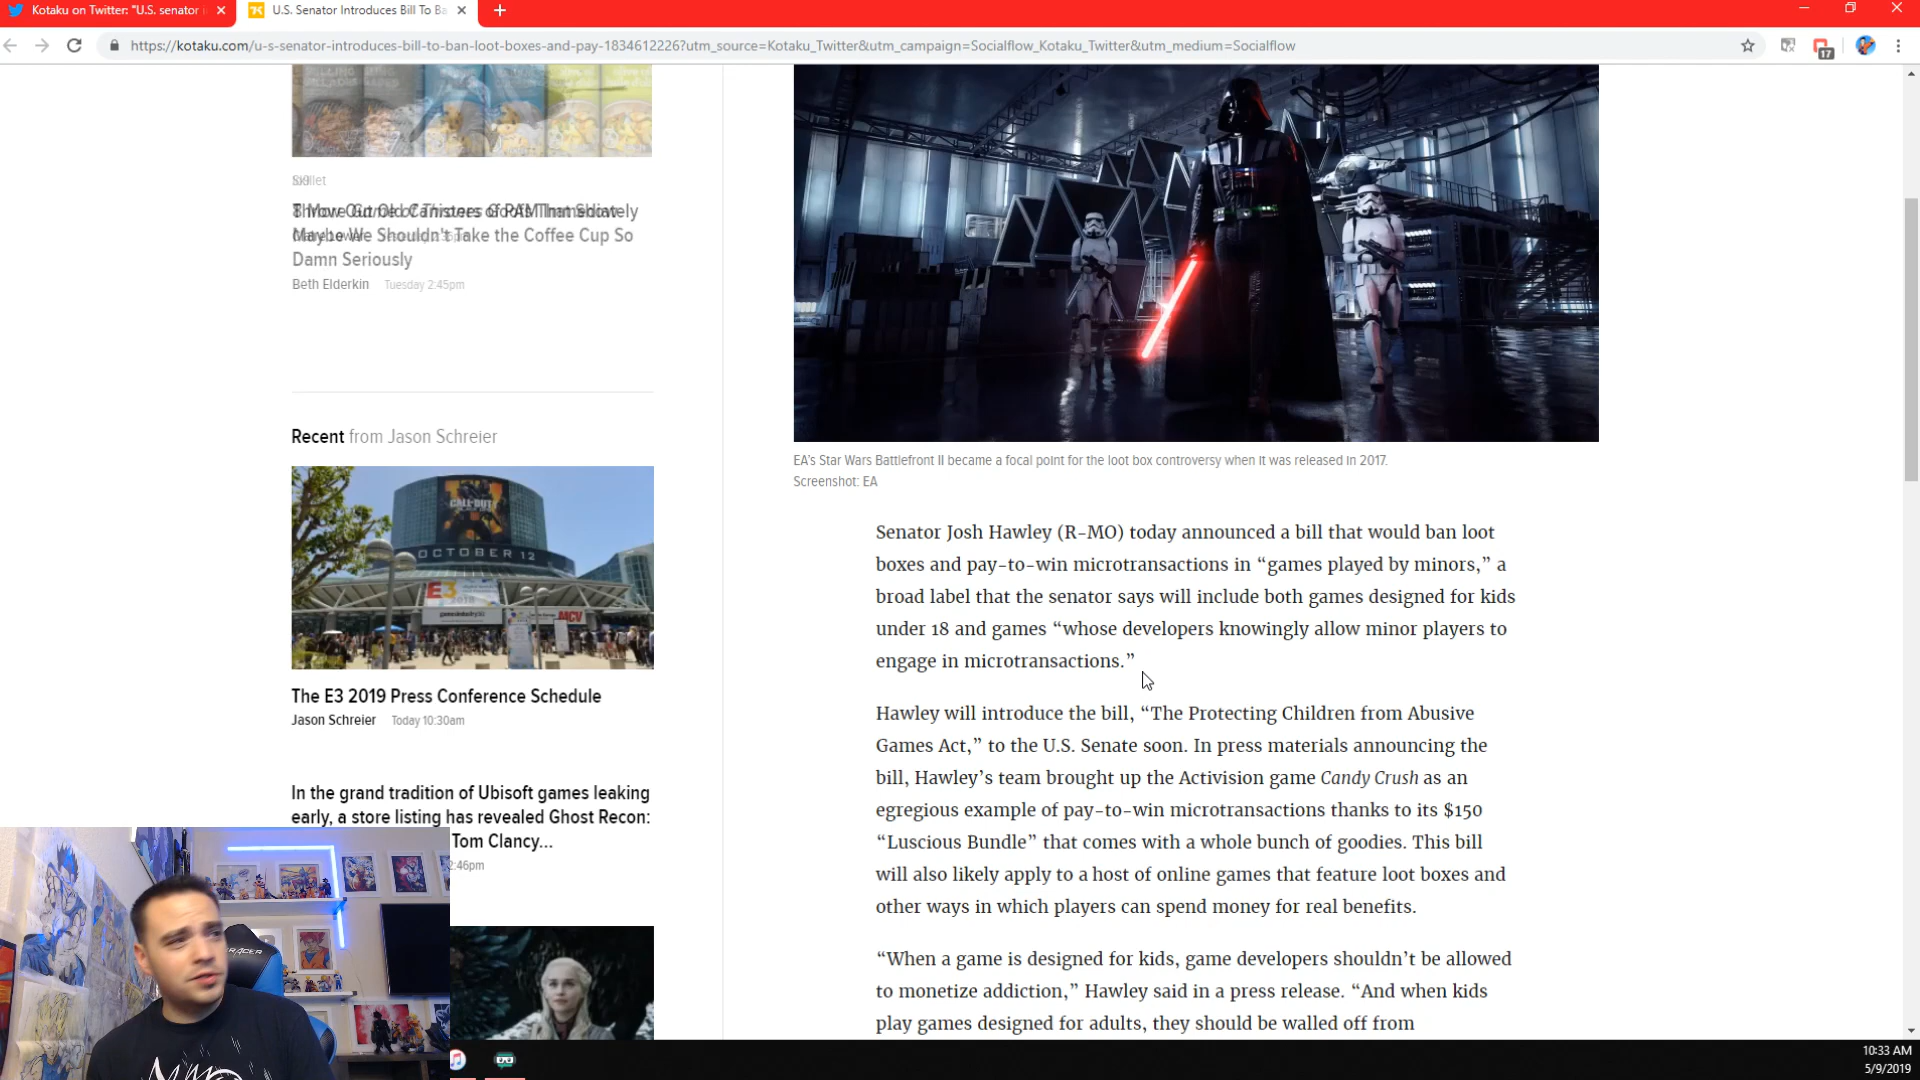 Kotaku on Twitter: "U.S. senator i
U.S. Senator Introduces Bill To Ba
https://kotaku.com/u-s-senator-introduces-bill-to-ban-loot-boxes-and-pay-1834612226?utm_source=Kotaku_Twitter&utm_campaign=Socialflow_Kotaku_Twitter&utm_medium=Socialflow
17
Maybe We Shouldn't Take the Coffee Cup So
Damn Seriously
Beth Elderkin Tuesday 2:45pm
Recent from Jason Schreier
CALL OF DUTY
OCTOBER 12
E3
MCV
The E3 2019 Press Conference Schedule
Jason Schreier Today 10:30am
In the grand tradition of Ubisoft games leaking
early, a store listing has revealed Ghost Recon:
Tom Clancy...
2:46pm
EA's Star Wars Battlefront II became a focal point for the loot box controversy when it was released in 2017.
Screenshot: EA
Senator Josh Hawley (R-MO) today announced a bill that would ban loot
boxes and pay-to-win microtransactions in “games played by minors,” a
broad label that the senator says will include both games designed for kids
under 18 and games “whose developers knowingly allow minor players to
engage in microtransactions.”
Hawley will introduce the bill, “The Protecting Children from Abusive
Games Act,” to the U.S. Senate soon. In press materials announcing the
bill, Hawley’s team brought up the Activision game Candy Crush as an
egregious example of pay-to-win microtransactions thanks to its $150
“Luscious Bundle” that comes with a whole bunch of goodies. This bill
will also likely apply to a host of online games that feature loot boxes and
other ways in which players can spend money for real benefits.
“When a game is designed for kids, game developers shouldn’t be allowed
to monetize addiction,” Hawley said in a press release. “And when kids
play games designed for adults, they should be walled off from
10:33 AM
5/9/2019